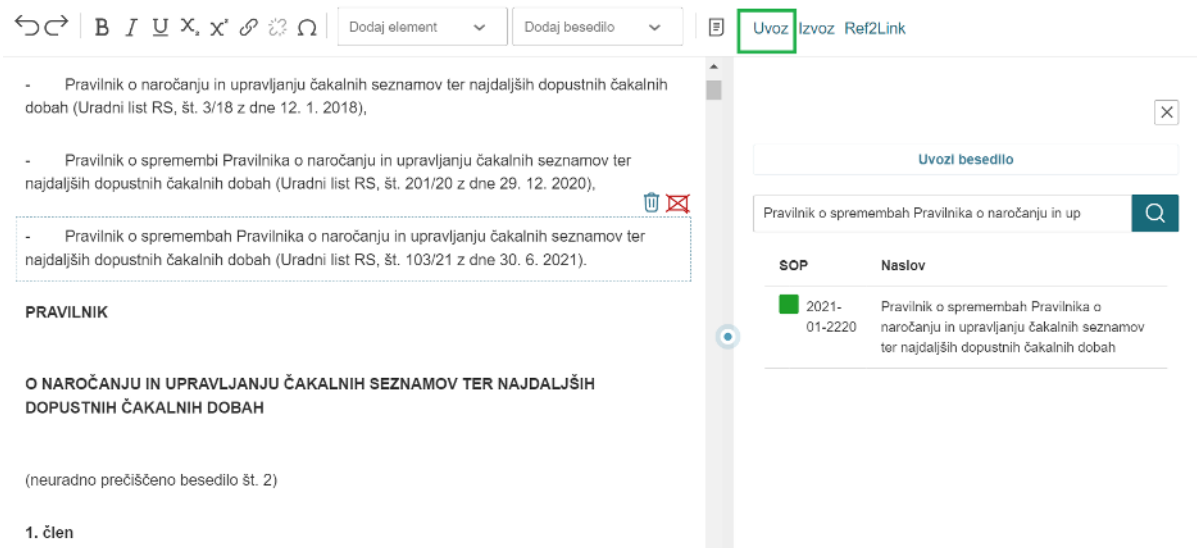 B I U X₂ Xˣ Ω Dodaj element Dodaj besedilo Uvoz Izvoz Ref2Link
- Pravilnik o naročanju in upravljanju čakalnih seznamov ter najdaljših dopustnih čakalnih
dobah (Uradni list RS, št. 3/18 z dne 12. 1. 2018),
- Pravilnik o spremembi Pravilnika o naročanju in upravljanju čakalnih seznamov ter
najdaljših dopustnih čakalnih dobah (Uradni list RS, št. 201/20 z dne 29. 12. 2020),
- Pravilnik o spremembah Pravilnika o naročanju in upravljanju čakalnih seznamov ter
najdaljših dopustnih čakalnih dobah (Uradni list RS, št. 103/21 z dne 30. 6. 2021).
PRAVILNIK
O NAROČANJU IN UPRAVLJANJU ČAKALNIH SEZNAMOV TER NAJDALJŠIH
DOPUSTNIH ČAKALNIH DOBAH
(neuradno prečiščeno besedilo št. 2)
1. člen
Uvozi besedilo
Pravilnik o spremembah Pravilnika o naročanju in up
SOP Naslov
2021-
01-2220
Pravilnik o spremembah Pravilnika o
naročanju in upravljanju čakalnih seznamov
ter najdaljših dopustnih čakalnih dobah